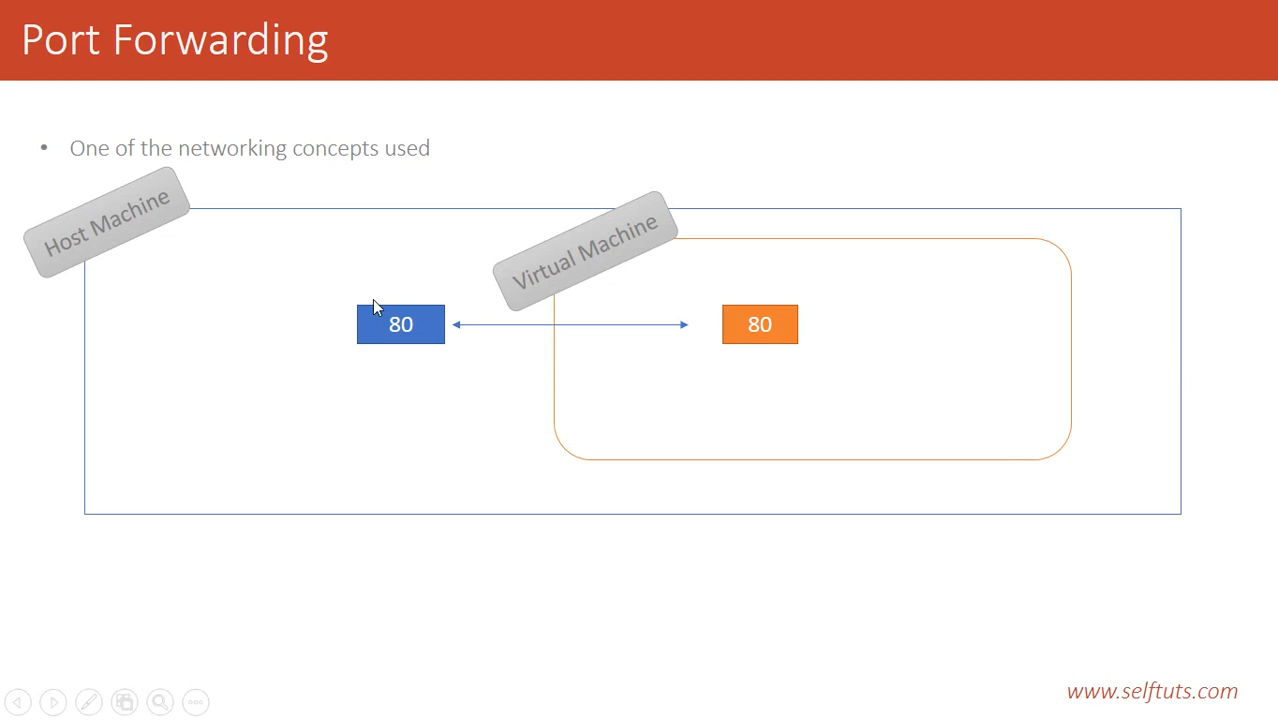 Port Forwarding
• One of the networking concepts used
Host Machine
Virtual Machine
80
80
www.selftuts.com